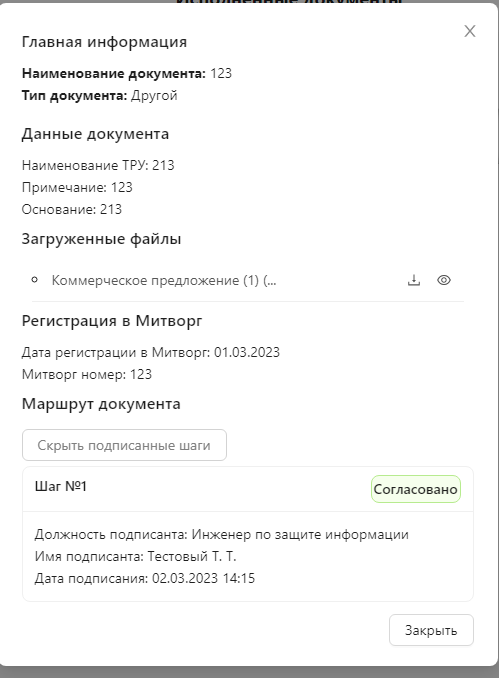 Исполненные документы
Главная информация
Наименование документа: 123
Тип документа: Другой
Данные документа
Наименование ТРУ: 213
Примечание: 123
Основание: 213
Загруженные файлы
Коммерческое предложение (1) (...
Регистрация в Митворг
Дата регистрации в Митворг: 01.03.2023
Митворг номер: 123
Маршрут документа
Скрыть подписанные шаги
Шаг №1
Согласовано
Должность подписанта: Инженер по защите информации
Имя подписанта: Тестовый Т. Т.
Дата подписания: 02.03.2023 14:15
Закрыть